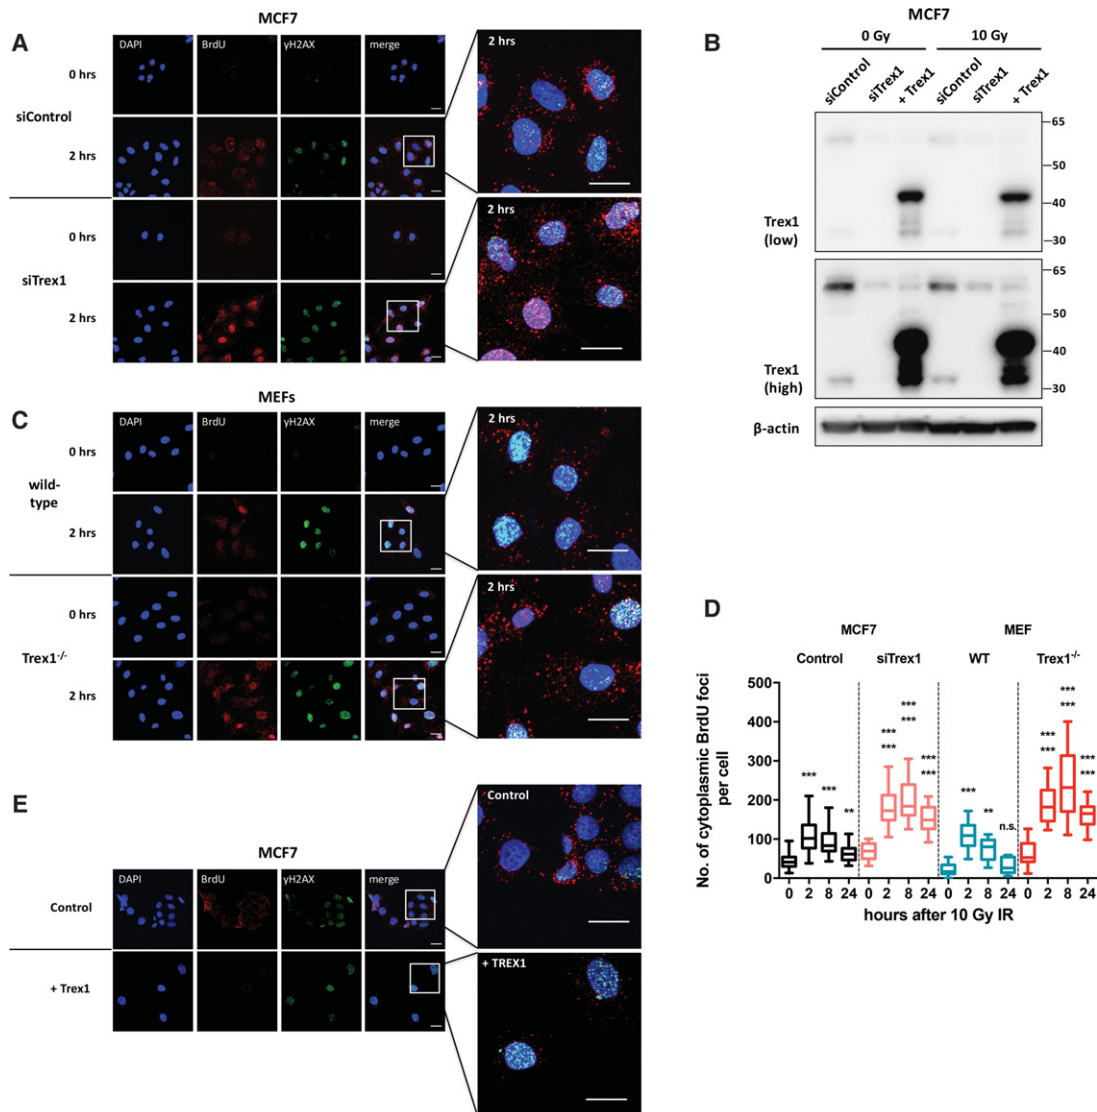 A
MCF7
DAPI BrdU yH2AX merge
siControl
0 hrs
2 hrs
siTrex1
0 hrs
2 hrs
2 hrs
2 hrs
B
MCF7
0 Gy 10 Gy
siControl siTrex1 + Trex1 siControl siTrex1 + Trex1
Trex1
(low)
65
50
40
30
Trex1
(high)
65
50
40
30
β-actin
C
MEFs
DAPI BrdU yH2AX merge
wild-
type
0 hrs
2 hrs
Trex1-/-
0 hrs
2 hrs
2 hrs
2 hrs
D
MCF7 MEF
Control siTrex1 WT Trex1-/-
No. of cytoplasmic BrdU foci
per cell
500
400
300
200
100
0
*** *** **
*** *** *** *** *** ***
*** ** n.s.
*** *** *** *** *** ***
0 2 8 24 0 2 8 24 0 2 8 24 0 2 8 24
hours after 10 Gy IR
E
MCF7
DAPI BrdU yH2AX merge
Control
+ Trex1
Control
+ TREX1